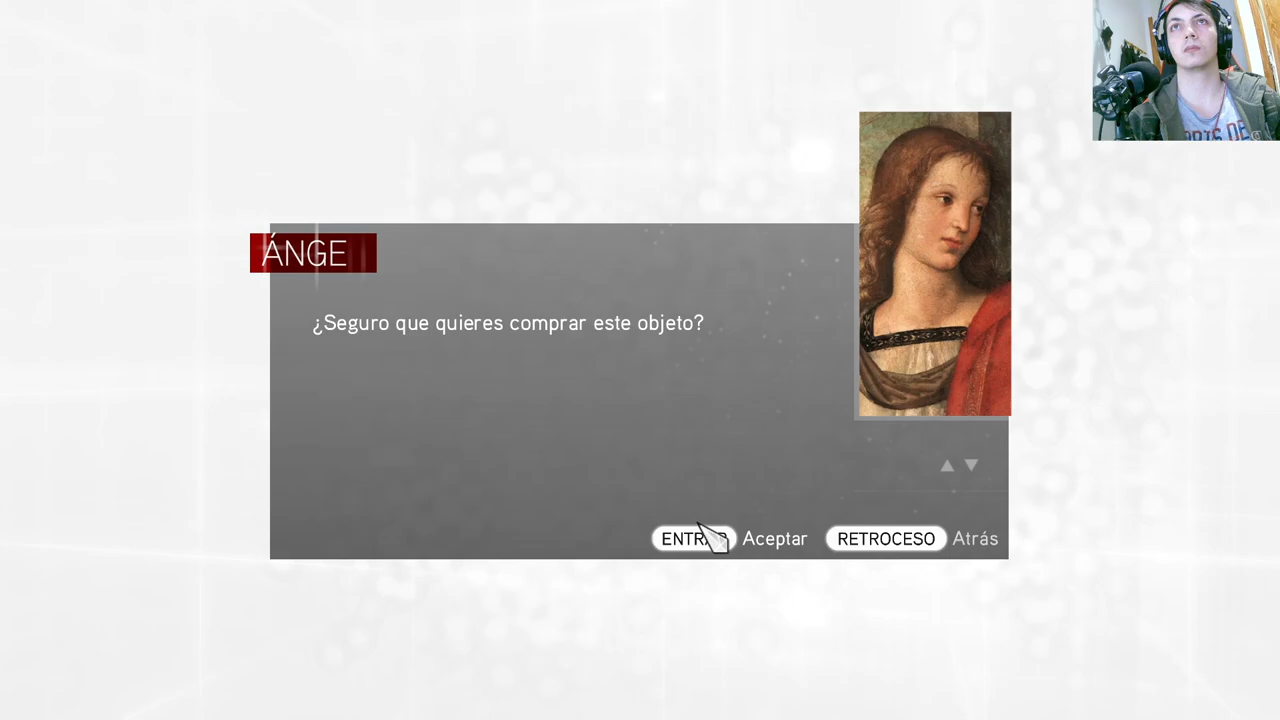 ÁNGE
¿Seguro que quieres comprar este objeto?
Aceptar
RETROCESO Atrás